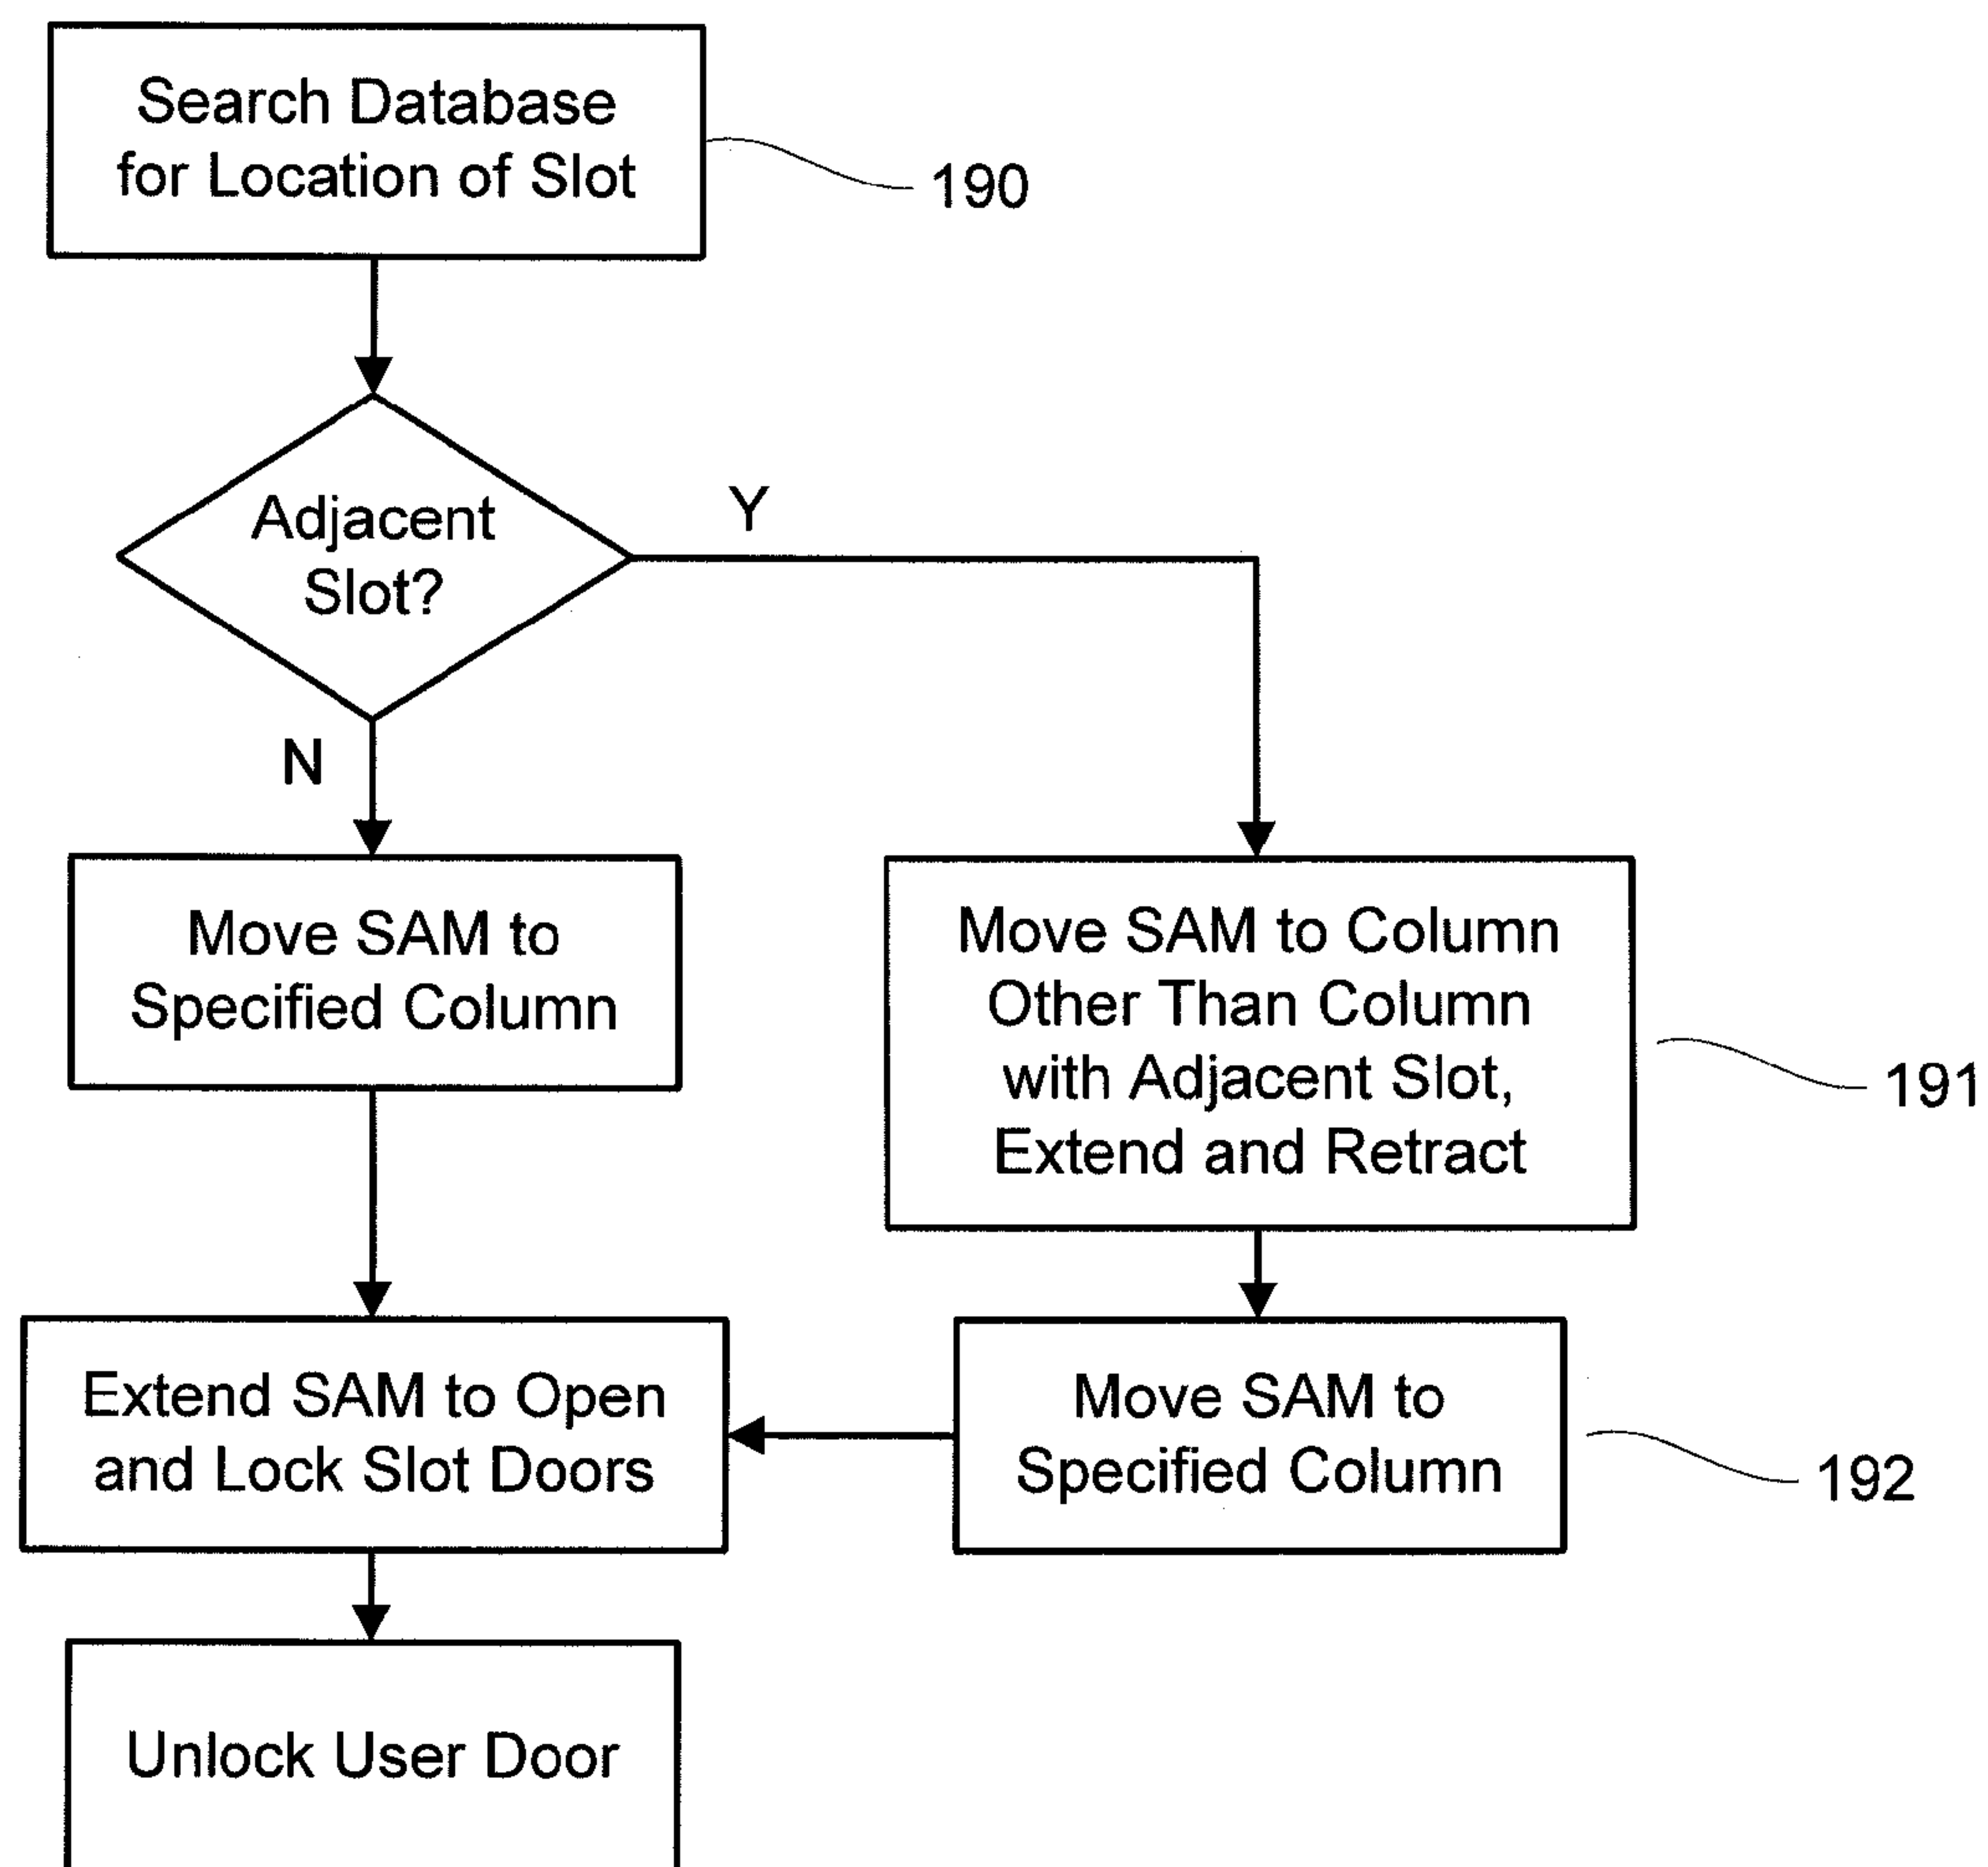 Search Database
for Location of Slot
190
Adjacent
Slot?
Y
N
Move SAM to
Specified Column
Move SAM to Column
Other Than Column
with Adjacent Slot,
Extend and Retract
191
Extend SAM to Open
and Lock Slot Doors
Move SAM to
Specified Column
192
Unlock User Door